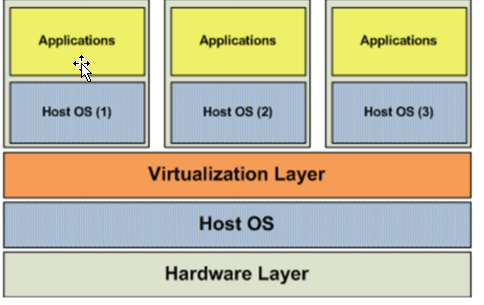 Applications Applications Applications
Host OS (1) Host OS (2) Host OS (3)
Virtualization Layer
Host OS
Hardware Layer